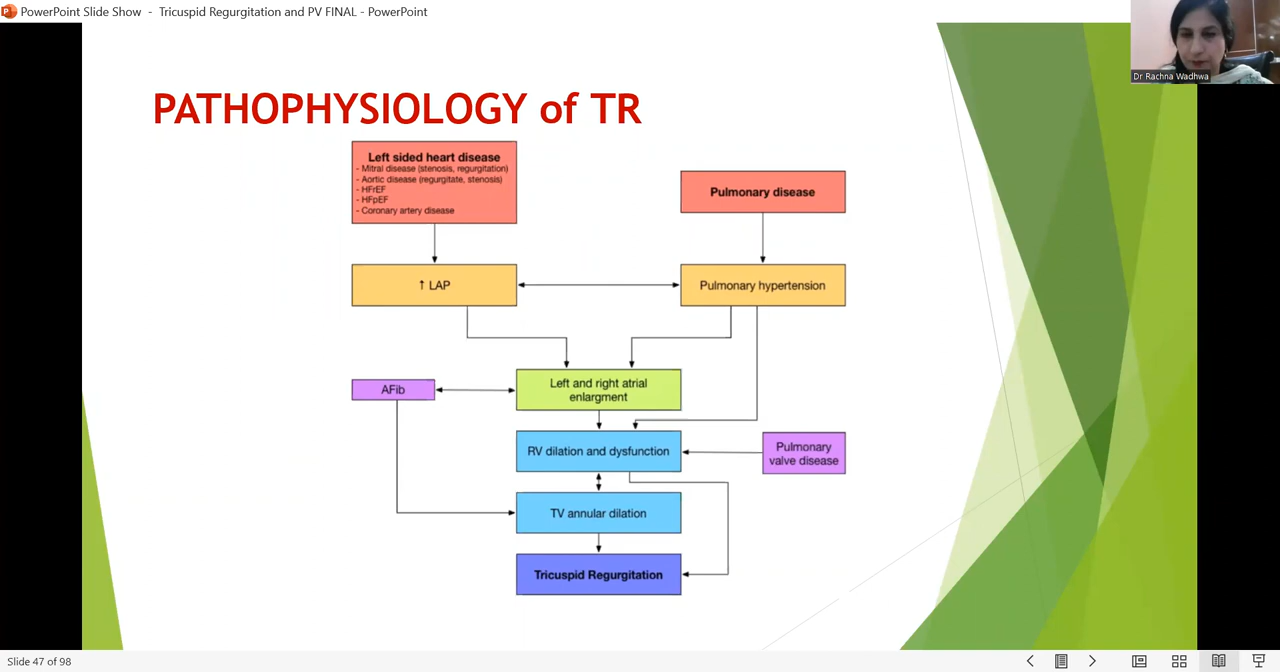 PowerPoint Slide Show - Tricuspid Regurgitation and PV FINAL - PowerPoint
Dr Rachna Wadhwa
PATHOPHYSIOLOGY of TR
Left sided heart disease
- Mitral disease (stenosis, regurgitation)
- Aortic disease (regurgitate, stenosis)
- HFrEF
- HFpEF
- Coronary artery disease
Pulmonary disease
↑ LAP
Pulmonary hypertension
Left and right atrial
enlargment
AFib
RV dilation and dysfunction
Pulmonary
valve disease
TV annular dilation
Tricuspid Regurgitation
Slide 47 of 98